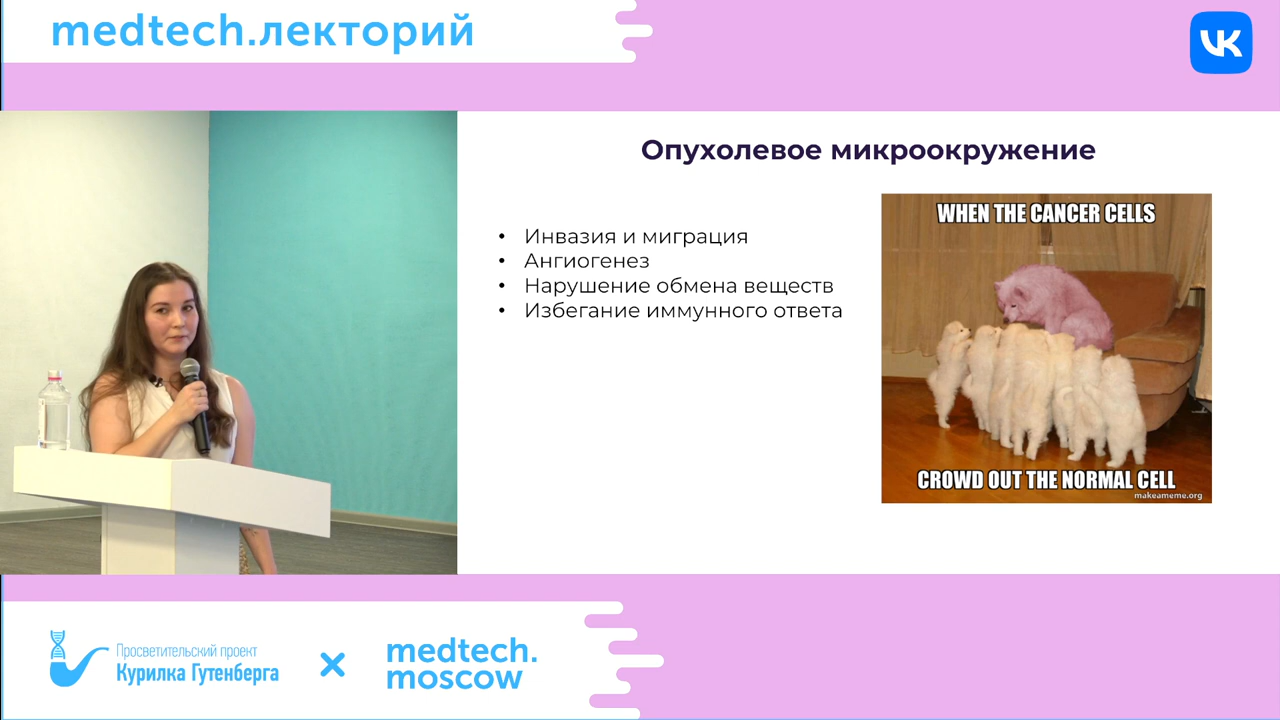 medtech.лекторий
Опухолевое микроокружение
• Инвазия и миграция
• Ангиогенез
• Нарушение обмена веществ
• Избегание иммунного ответа
WHEN THE CANCER CELLS
CROWD OUT THE NORMAL CELL
makeameme.org
Просветительский проект
Курилка Гутенберга
×
medtech.
moscow